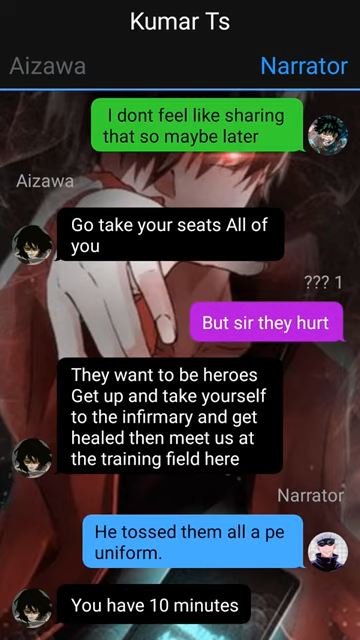 Kumar Ts
Aizawa
Narrator
I dont feel like sharing
that so maybe later
Aizawa
Go take your seats All of
you
??? 1
But sir they hurt
They want to be heroes
Get up and take yourself
to the infirmary and get
healed then meet us at
the training field here
Narrator
He tossed them all a pe
uniform.
You have 10 minutes